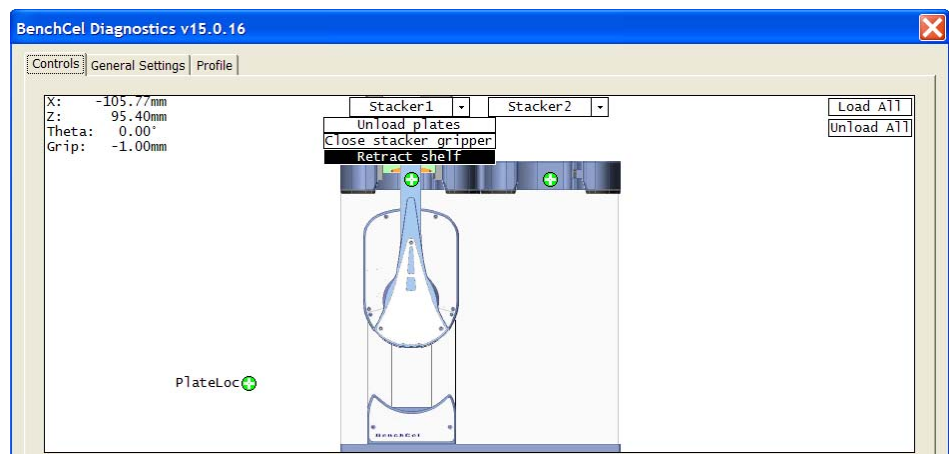 BenchCel Diagnostics v15.0.16
Controls General Settings Profile
X: -105.77mm
Z: 95.40mm
Theta: 0.00°
Grip: -1.00mm
Stacker1 Stacker2
Unload plates
Close stacker gripper
Retract shelf
Load All
Unload All
PlateLoc
BenchCel